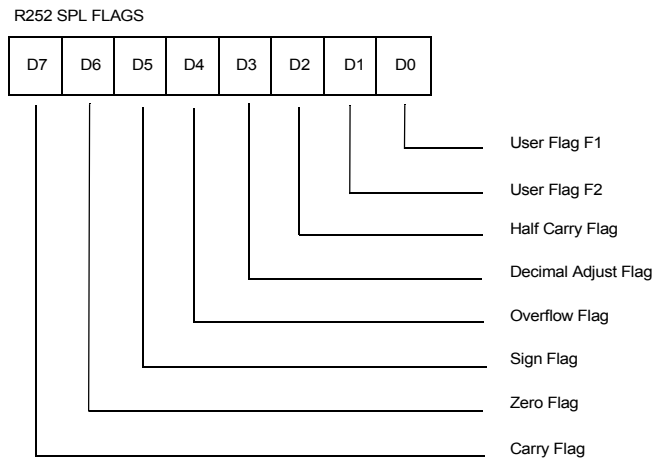 R252 SPL FLAGS
D7 D6 D5 D4 D3 D2 D1 D0
User Flag F1
User Flag F2
Half Carry Flag
Decimal Adjust Flag
Overflow Flag
Sign Flag
Zero Flag
Carry Flag